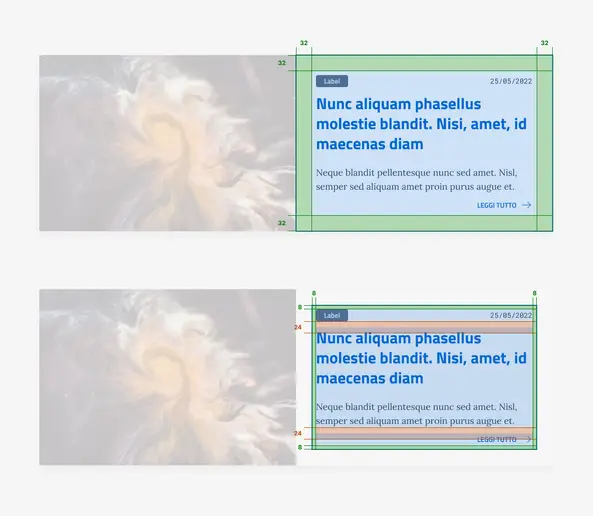 32
32
32
Label
25/05/2022
Nunc aliquam phasellus
molestie blandit. Nisi, amet, id
maecenas diam
Neque blandit pellentesque nunc sed amet. Nisl,
semper sed aliquam amet proin purus augue et.
LEGGI TUTTO
32
8
8
8
Label
25/05/2022
24
Nunc aliquam phasellus
molestie blandit. Nisi, amet, id
maecenas diam
Neque blandit pellentesque nunc sed amet. Nisl,
semper sed aliquam amet proin purus augue et.
24
LEGGI TUTTO
8